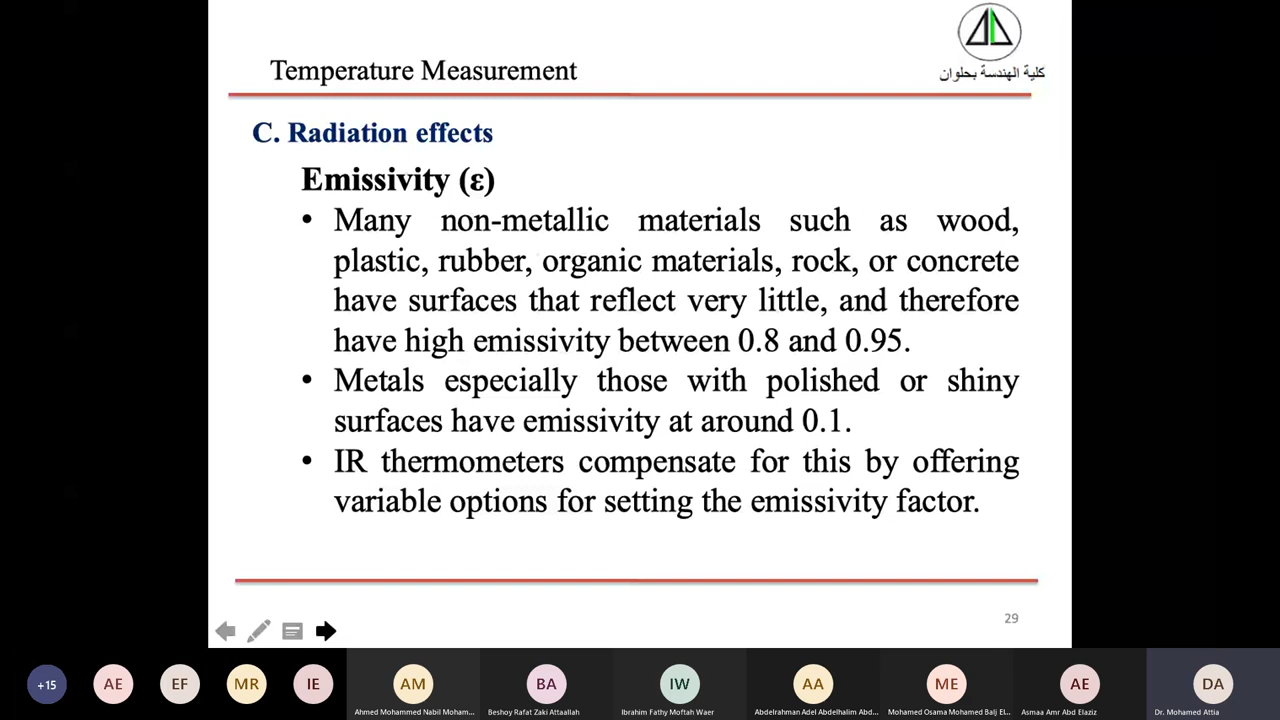 Temperature Measurement
كلية الهندسة بحلوان
C. Radiation effects
Emissivity (ε)
• Many non-metallic materials such as wood,
plastic, rubber, organic materials, rock, or concrete
have surfaces that reflect very little, and therefore
have high emissivity between 0.8 and 0.95.
• Metals especially those with polished or shiny
surfaces have emissivity at around 0.1.
• IR thermometers compensate for this by offering
variable options for setting the emissivity factor.
29
+15
AE
EF
MR
IE
AM
BA
IW
AA
ME
AE
DA
Ahmed Mohammed Nabil Moham...
Beshoy Rafat Zaki Attaallah
Ibrahim Fathy Moftah Waer
Abdelrahman Adel Abdelhalim Abd...
Mohamed Osama Mohamed Balj El...
Asmaa Amr Abd Elaziz
Dr. Mohamed Attia